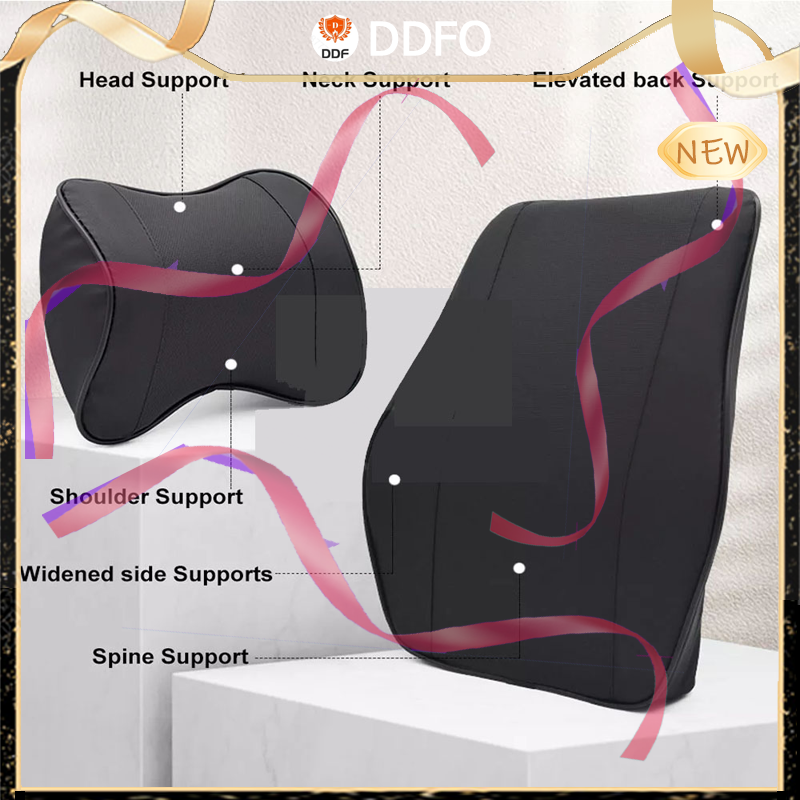 DDF
DDFO
Head Support
Neck Support
Elevated back Support
NEW
Shoulder Support
Widened side Supports
Spine Support